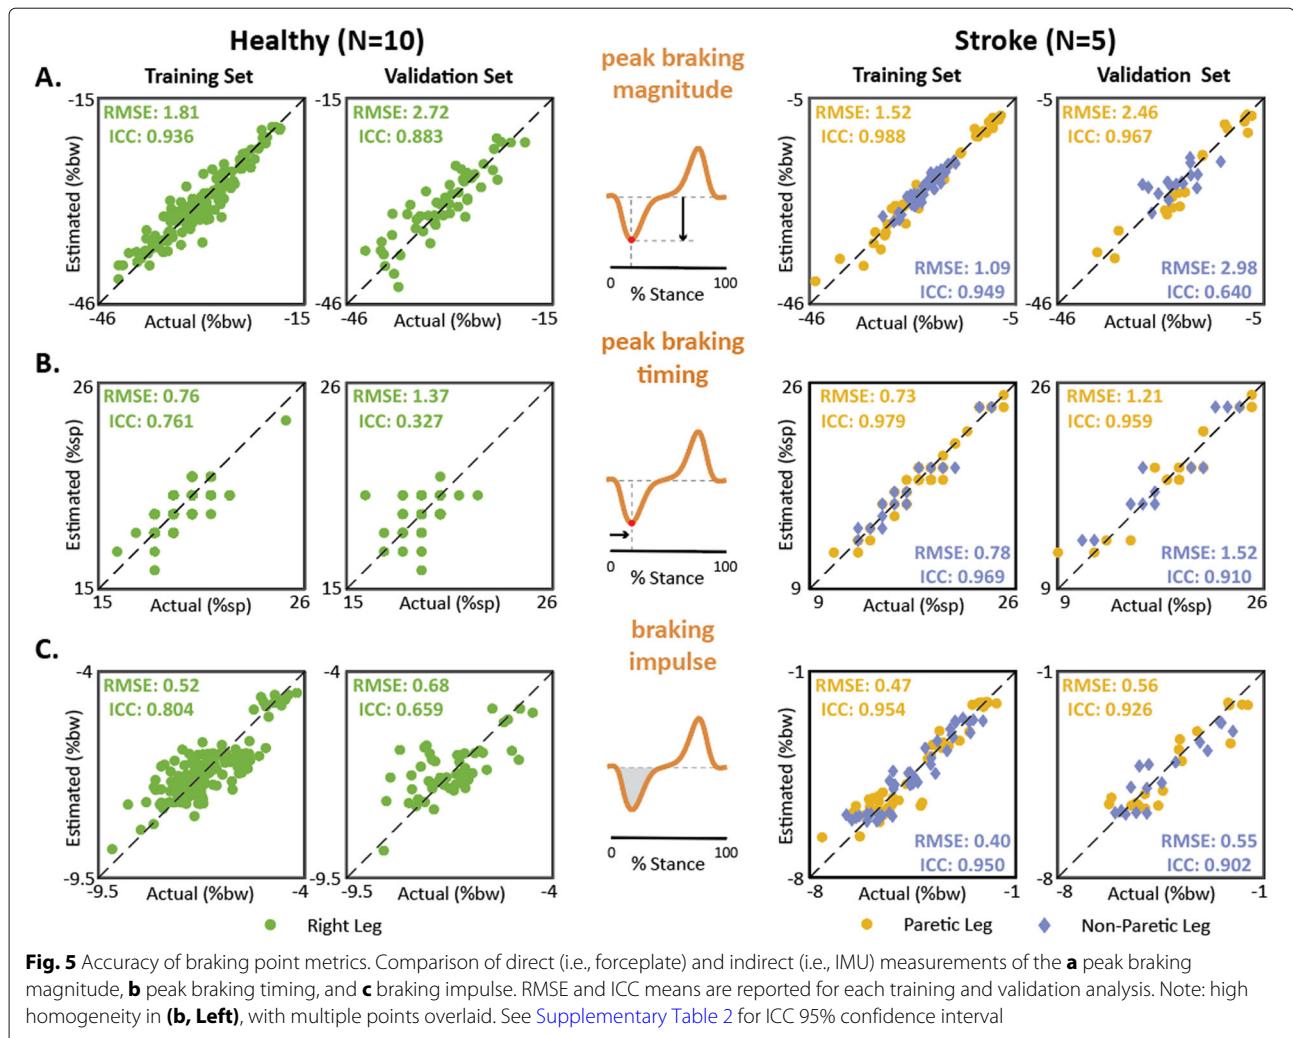 Healthy (N=10)
Stroke (N=5)
A.
Training Set
Validation Set
peak braking
magnitude
Training Set
Validation Set
-15
RMSE: 1.81
ICC: 0.936
Estimated (%bw)
-46
-46
Actual (%bw)
-15
-15
RMSE: 2.72
ICC: 0.883
-46
-46
Actual (%bw)
-15
0
100
% Stance
-5
RMSE: 1.52
ICC: 0.988
Estimated (%bw)
RMSE: 1.09
ICC: 0.949
-46
-46
Actual (%bw)
-5
-5
RMSE: 2.46
ICC: 0.967
RMSE: 2.98
ICC: 0.640
-46
-46
Actual (%bw)
-5
B.
peak braking
timing
26
RMSE: 0.76
ICC: 0.761
Estimated (%sp)
15
15
Actual (%sp)
26
26
RMSE: 1.37
ICC: 0.327
15
15
Actual (%sp)
26
0
100
% Stance
26
RMSE: 0.73
ICC: 0.979
Estimated (%sp)
RMSE: 0.78
ICC: 0.969
9
9
Actual (%sp)
26
26
RMSE: 1.21
ICC: 0.959
RMSE: 1.52
ICC: 0.910
9
9
Actual (%sp)
26
C.
braking
impulse
-4
RMSE: 0.52
ICC: 0.804
Estimated (%bw)
-9.5
-9.5
Actual (%bw)
-4
-4
RMSE: 0.68
ICC: 0.659
-9.5
-9.5
Actual (%bw)
-4
0
100
% Stance
-1
RMSE: 0.47
ICC: 0.954
Estimated (%bw)
RMSE: 0.40
ICC: 0.950
-8
-8
Actual (%bw)
-1
-1
RMSE: 0.56
ICC: 0.926
RMSE: 0.55
ICC: 0.902
-8
-8
Actual (%bw)
-1
Right Leg
Paretic Leg
Non-Paretic Leg
Fig. 5 Accuracy of braking point metrics. Comparison of direct (i.e., forceplate) and indirect (i.e., IMU) measurements of the a peak braking
magnitude, b peak braking timing, and c braking impulse. RMSE and ICC means are reported for each training and validation analysis. Note: high
homogeneity in (b, Left), with multiple points overlaid. See Supplementary Table 2 for ICC 95% confidence interval